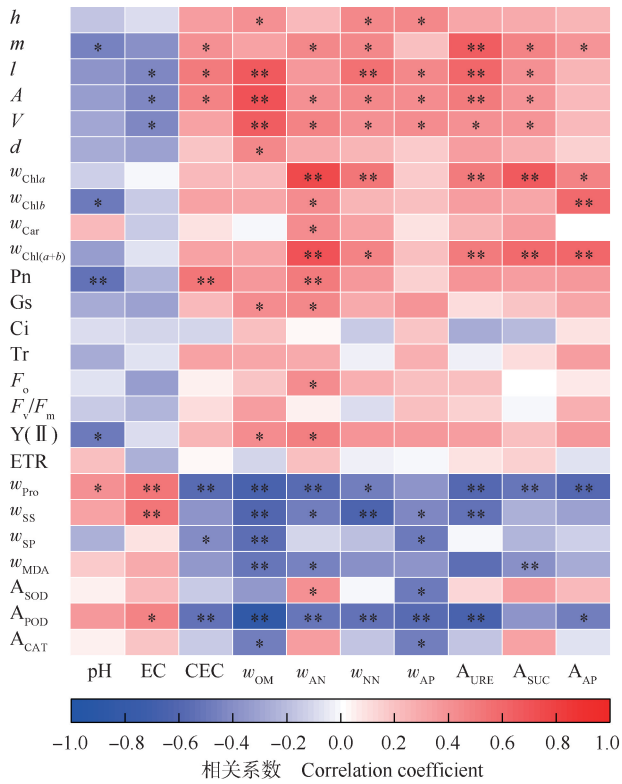 h * * *
m * * * * ** * *
l * * ** ** * ** *
A * * ** * * * ** *
V * ** * * * * *
d *
wChla ** ** ** ** *
wChlb * * **
wCar *
wChl(a+b) ** * ** ** **
Pn ** ** **
Gs * *
Ci
Tr
Fo *
Fv/Fm
Y(Ⅱ) * * *
ETR
wPro * ** ** ** ** * ** ** **
wSS ** ** * ** * **
wSP * ** *
wMDA ** * **
ASOD * *
APOD * ** ** ** ** ** ** *
ACAT * *
pH EC CEC wOM wAN wNN wAP AURE ASUC AAP
−1.0 −0.8 −0.6 −0.4 −0.2 0.0 0.2 0.4 0.6 0.8 1.0
相关系数 Correlation coefficient